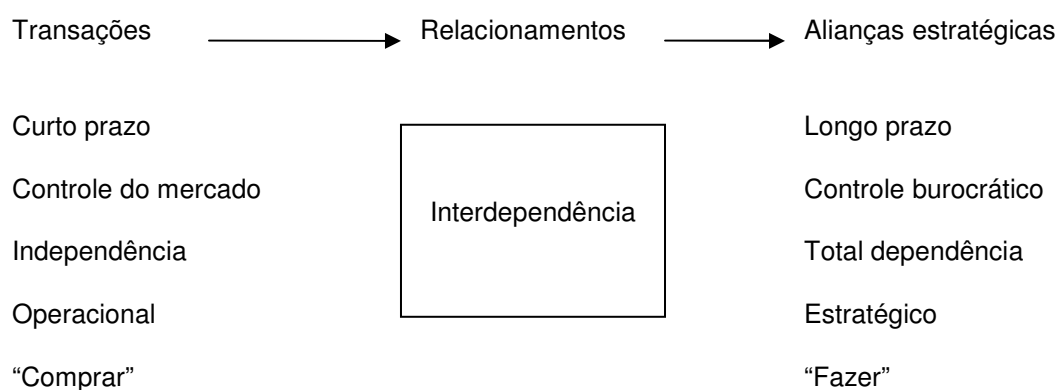 Transações Relacionamentos Alianças estratégicas
Curto prazo Longo prazo
Controle do mercado Controle burocrático
Interdependência
Independência Total dependência
Operacional Estratégico
“Comprar” “Fazer”